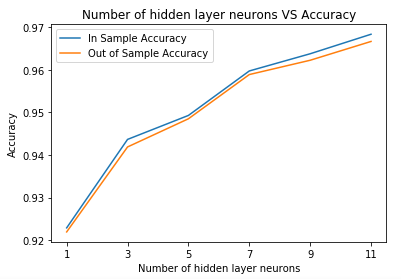 Number of hidden layer neurons VS Accuracy
0.97
In Sample Accuracy
Out of Sample Accuracy
0.96
0.95
0.94
0.93
0.92
Accuracy
1 3 5 7 9 11
Number of hidden layer neurons